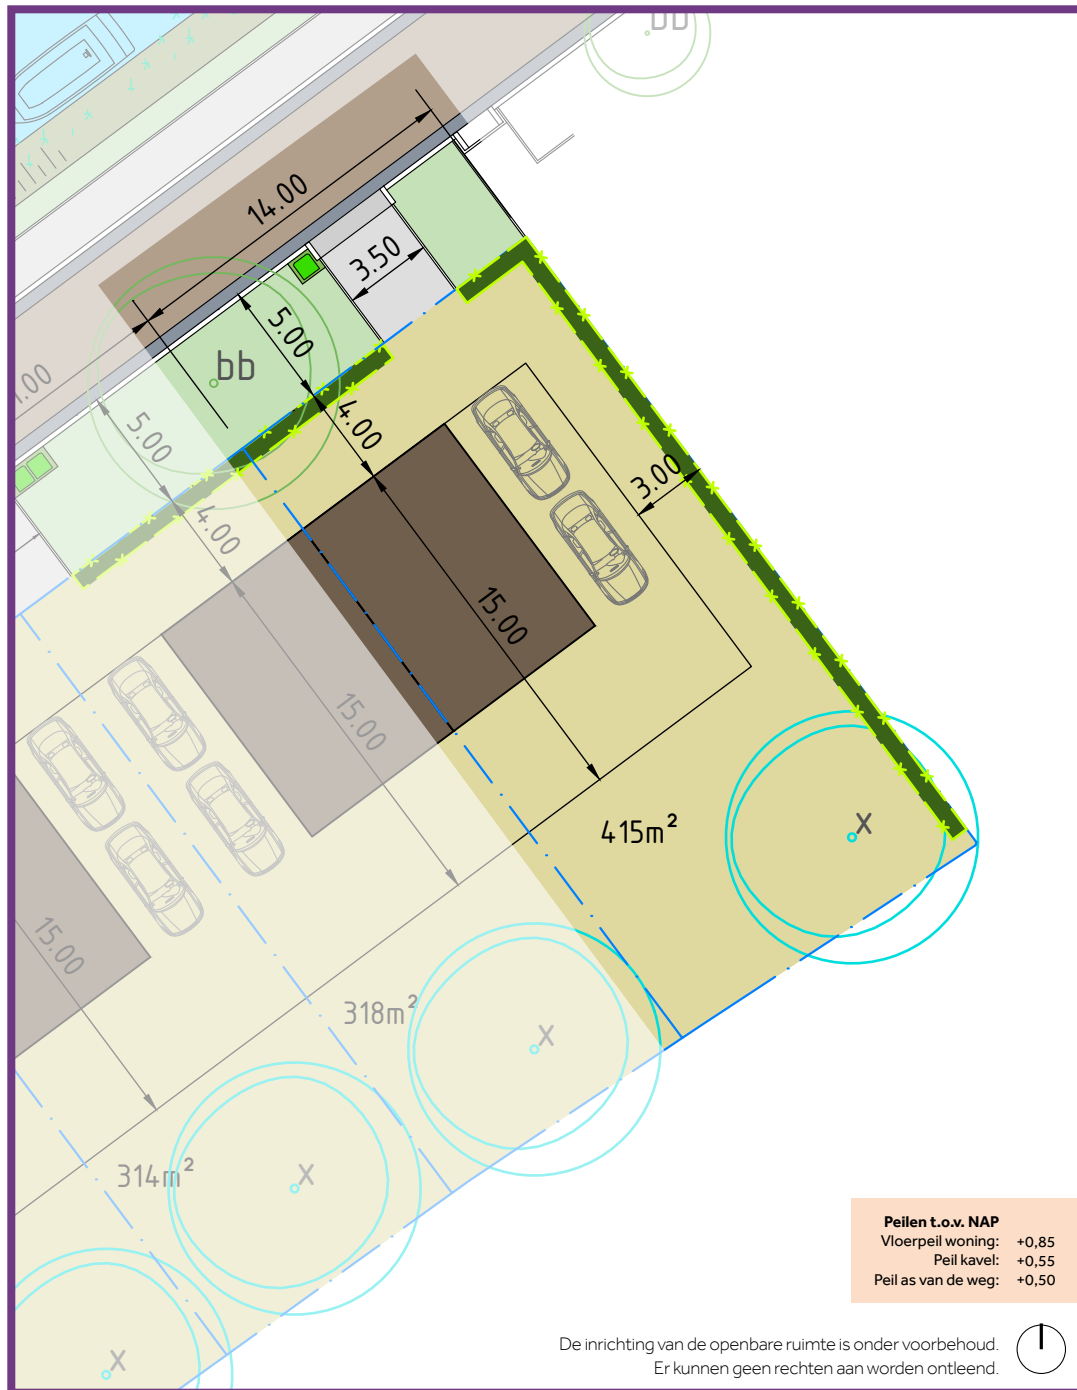 bb
14.00
3.50
5.00
bb
1.00
5.00
4.00
4.00
3.00
15.00
15.00
415m²
X
15.00
318m²
X
314m²
X
X
Peilen t.o.v. NAP
Vloerpeil woning: +0,85
Peil kavel: +0,55
Peil as van de weg: +0,50
De inrichting van de openbare ruimte is onder voorbehoud.
Er kunnen geen rechten aan worden ontleend.